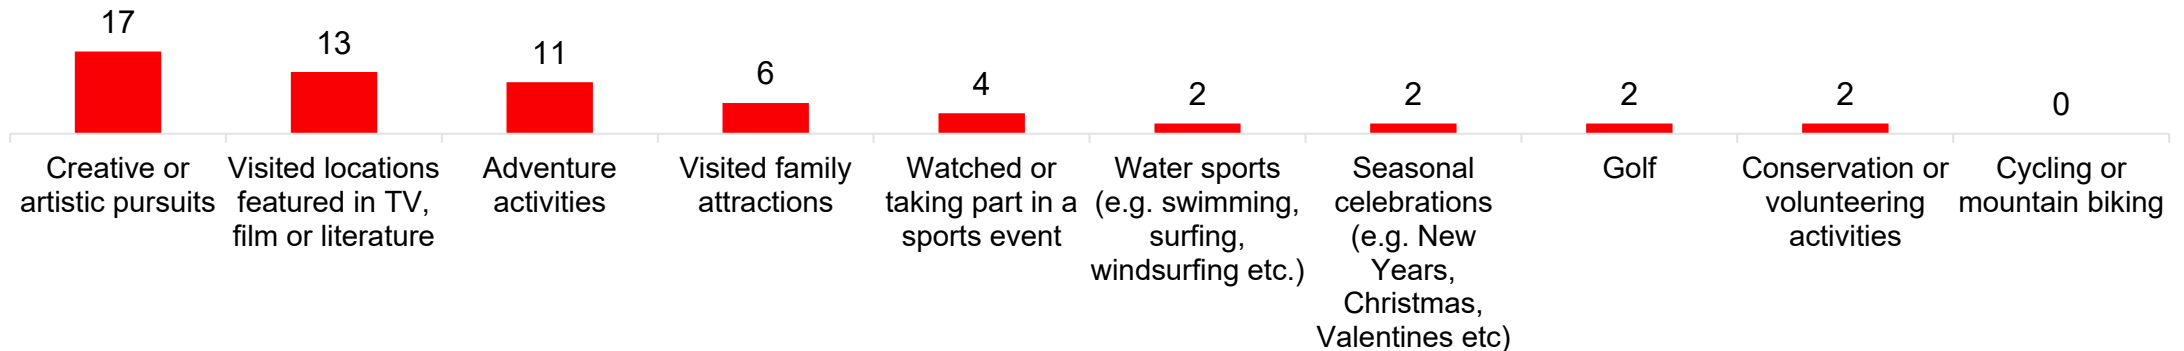 17
13
11
6
4
2
2
2
2
0
Creative or
artistic pursuits
Visited locations
featured in TV,
film or literature
Adventure
activities
Visited family
attractions
Watched or
taking part in a
sports event
Water sports
(e.g. swimming,
surfing,
windsurfing etc.)
Seasonal
celebrations
(e.g. New
Years,
Christmas,
Valentines etc)
Golf
Conservation or
volunteering
activities
Cycling or
mountain biking